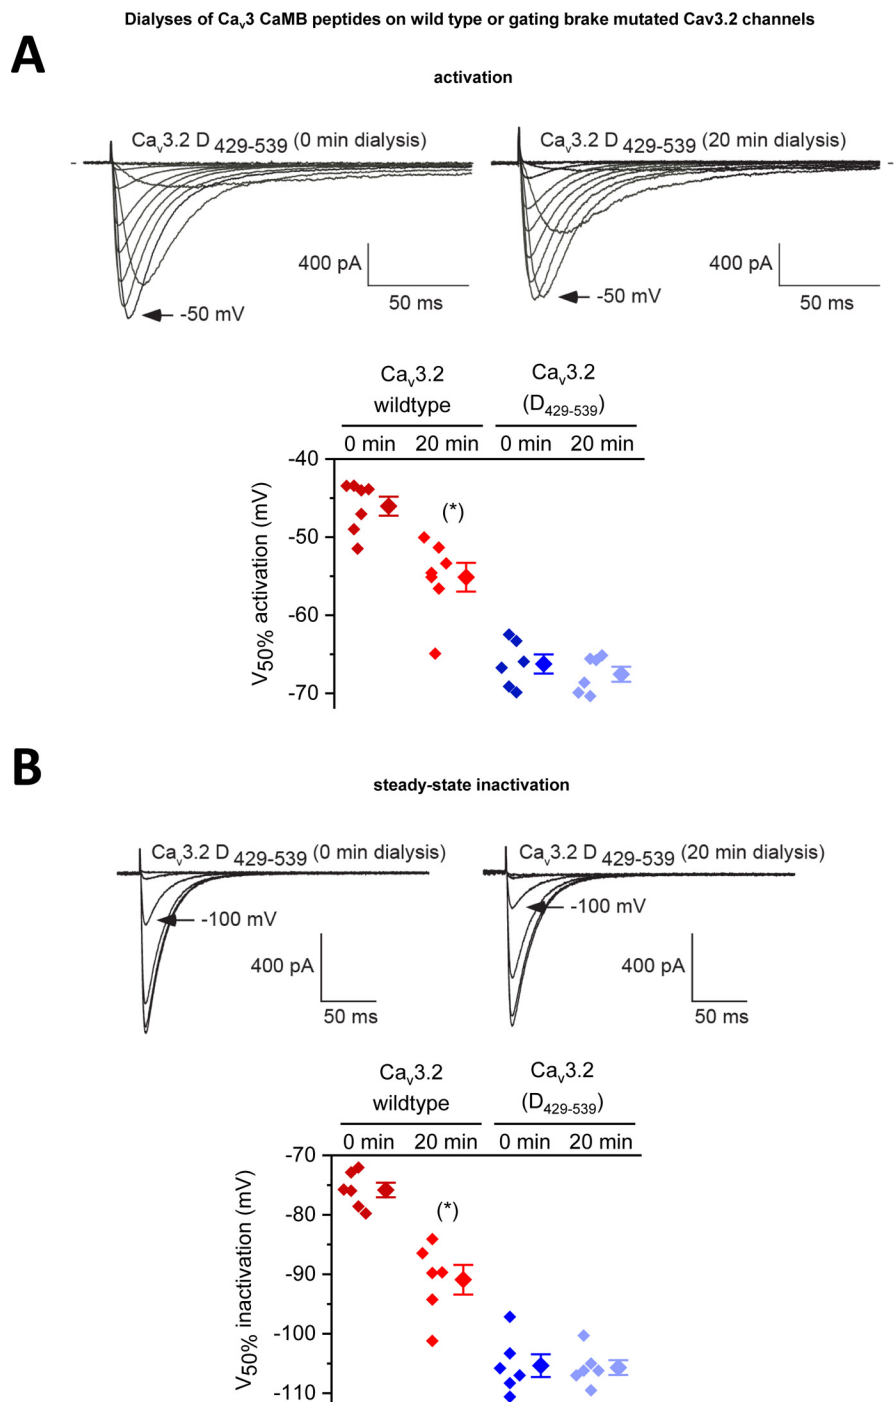 Dialyses of Cav3 CaMB peptides on wild type or gating brake mutated Cav3.2 channels
A
activation
Cav3.2 D 429-539 (0 min dialysis)
Cav3.2 D 429-539 (20 min dialysis)
-
-
400 pA
50 ms
-50 mV
400 pA
50 ms
-50 mV
Cav3.2
wildtype
Cav3.2
(D429-539)
0 min
20 min
0 min
20 min
V50% activation (mV)
-40
-50
-60
-70
(*)
B
steady-state inactivation
Cav3.2 D 429-539 (0 min dialysis)
Cav3.2 D 429-539 (20 min dialysis)
-100 mV
400 pA
50 ms
-100 mV
400 pA
50 ms
Cav3.2
wildtype
Cav3.2
(D429-539)
0 min
20 min
0 min
20 min
V50% inactivation (mV)
-70
-80
-90
-100
-110
(*)